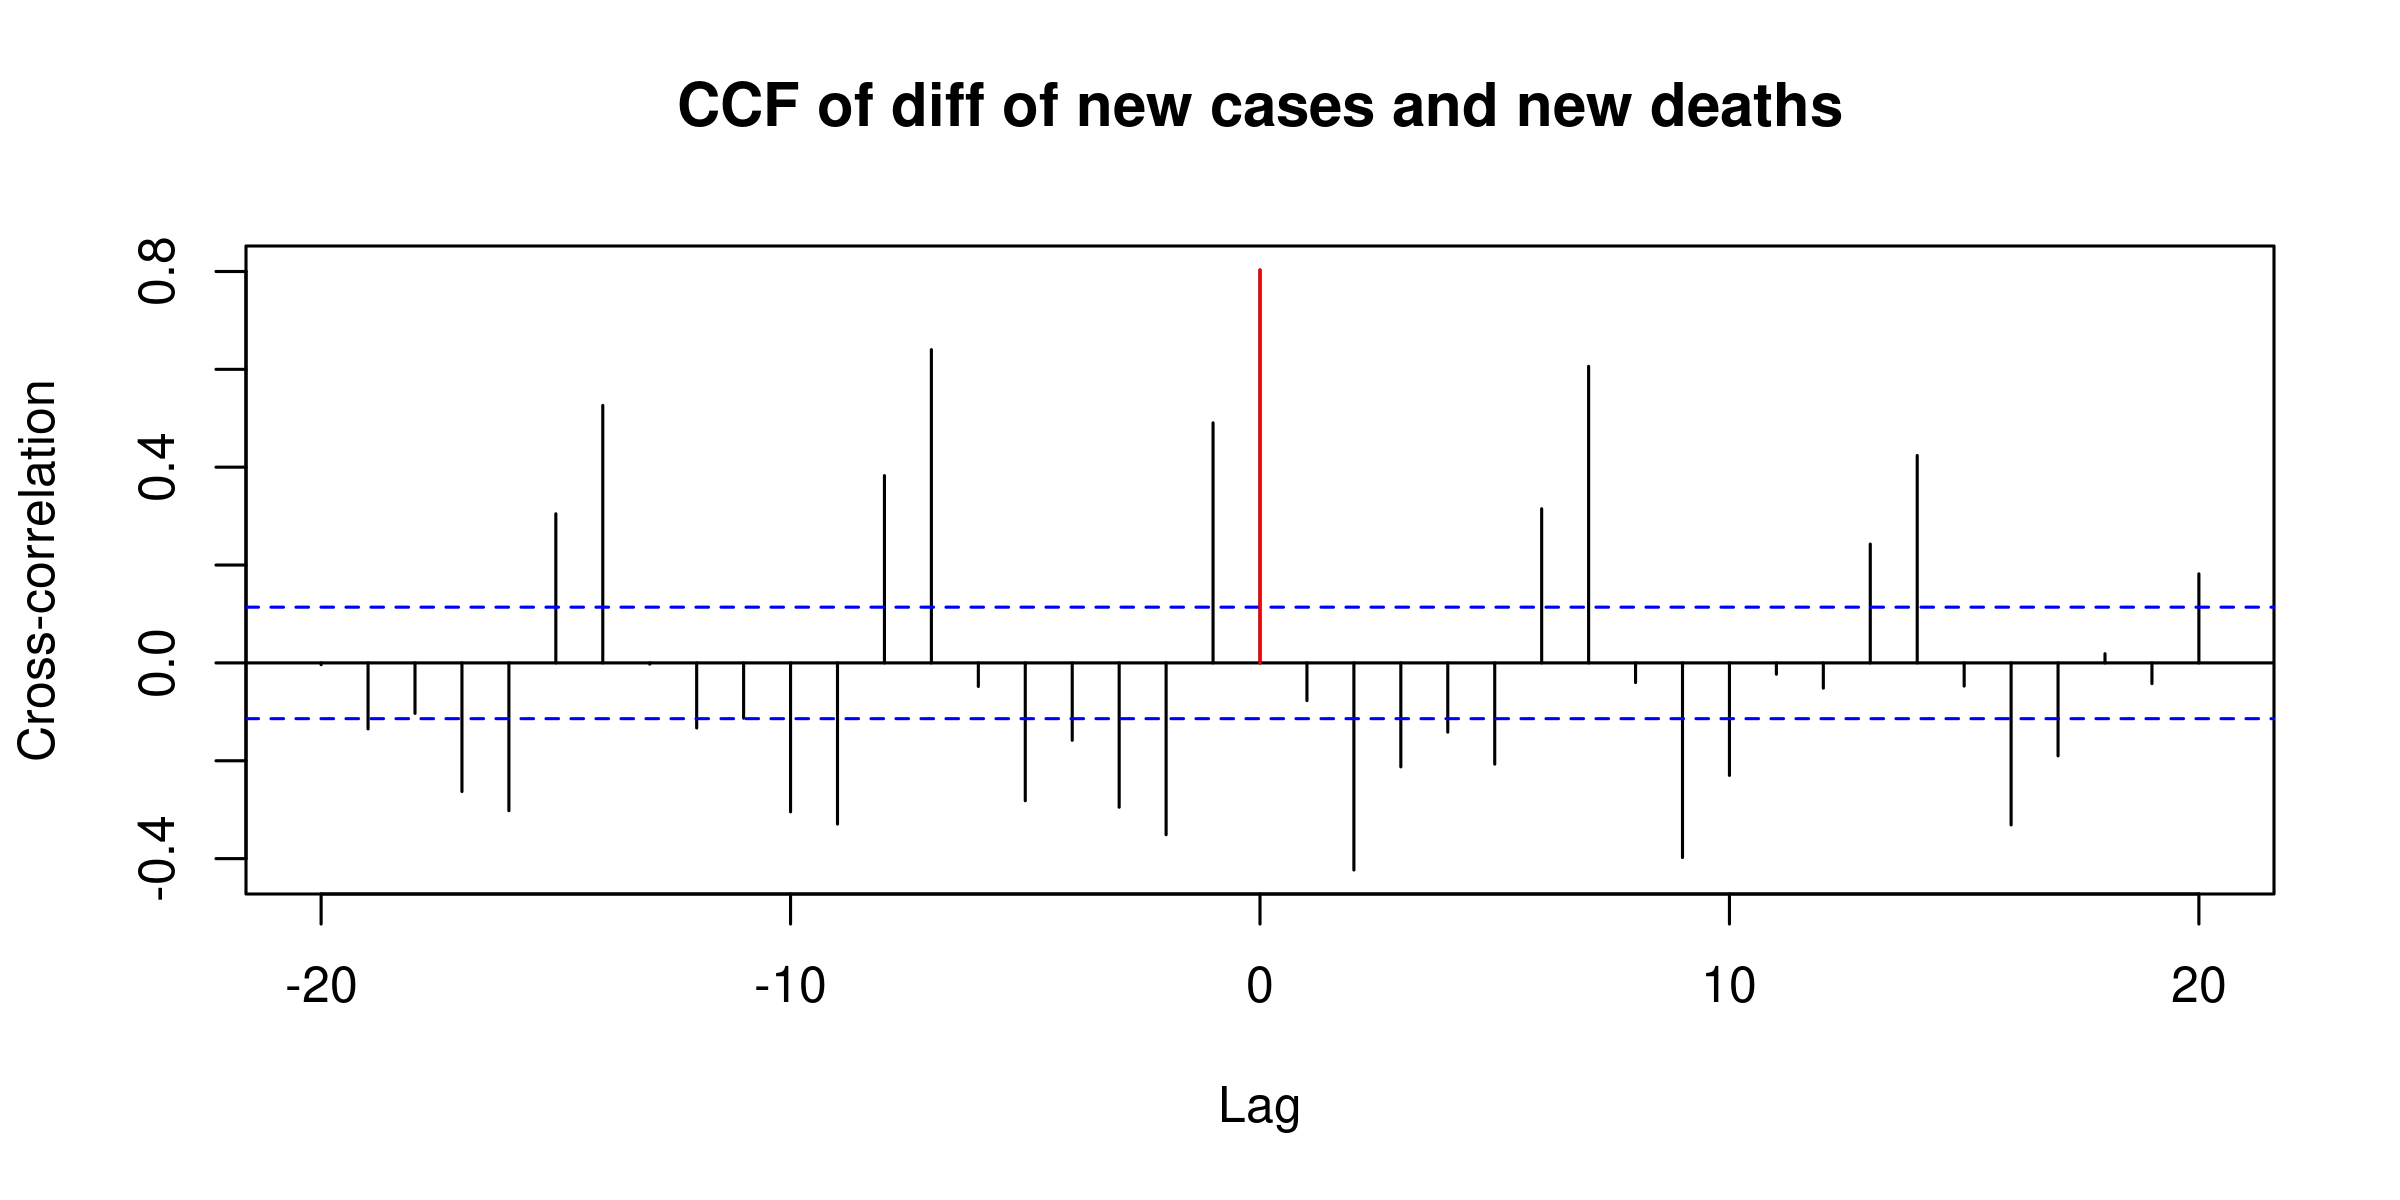 CCF of diff of new cases and new deaths
Cross-correlation
0.8
0.4
0.0
-0.4
-20 -10 0 10 20
Lag